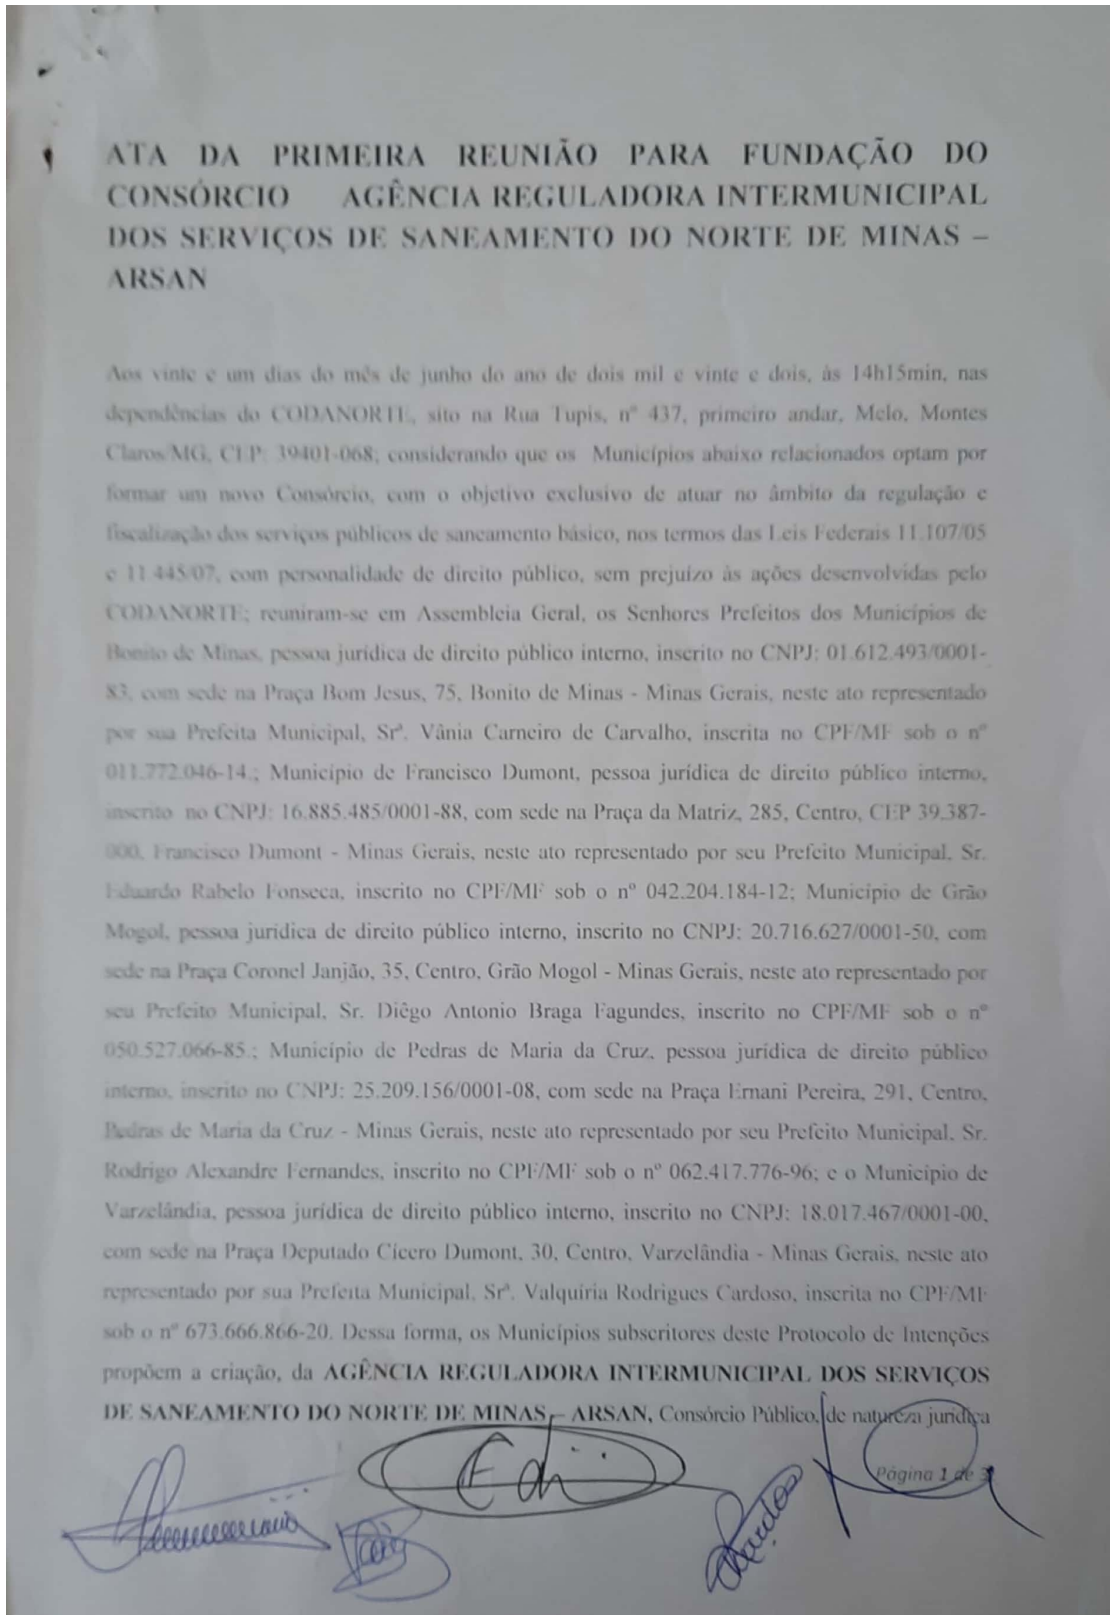 ATA DA PRIMEIRA REUNIÃO PARA FUNDAÇÃO DO
CONSÓRCIO AGÊNCIA REGULADORA INTERMUNICIPAL
DOS SERVIÇOS DE SANEAMENTO DO NORTE DE MINAS –
ARSAN
Aos vinte e um dias do mês de junho do ano de dois mil e vinte e dois, às 14h15min, nas
dependências do CODANORTE, sito na Rua Tupis, nº 437, primeiro andar, Melo, Montes
Claros/MG, CEP: 39401-068; considerando que os Municípios abaixo relacionados optam por
formar um novo Consórcio, com o objetivo exclusivo de atuar no âmbito da regulação e
fiscalização dos serviços públicos de saneamento básico, nos termos das Leis Federais 11.107/05
e 11.445/07, com personalidade de direito público, sem prejuízo às ações desenvolvidas pelo
CODANORTE; reuniram-se em Assembleia Geral, os Senhores Prefeitos dos Municípios de
Bonito de Minas, pessoa jurídica de direito público interno, inscrito no CNPJ: 01.612.493/0001-
83, com sede na Praça Bom Jesus, 75, Bonito de Minas - Minas Gerais, neste ato representado
por sua Prefeita Municipal, Srª. Vânia Carneiro de Carvalho, inscrita no CPF/MF sob o nº
011.772.046-14.; Município de Francisco Dumont, pessoa jurídica de direito público interno,
inscrito no CNPJ: 16.885.485/0001-88, com sede na Praça da Matriz, 285, Centro, CEP 39.387-
000, Francisco Dumont - Minas Gerais, neste ato representado por seu Prefeito Municipal, Sr.
Eduardo Rabelo Fonseca, inscrito no CPF/MF sob o nº 042.204.184-12; Município de Grão
Mogol, pessoa jurídica de direito público interno, inscrito no CNPJ: 20.716.627/0001-50, com
sede na Praça Coronel Janjão, 35, Centro, Grão Mogol - Minas Gerais, neste ato representado por
seu Prefeito Municipal, Sr. Diêgo Antonio Braga Fagundes, inscrito no CPF/MF sob o nº
050.527.066-85.; Município de Pedras de Maria da Cruz, pessoa jurídica de direito público
interno, inscrito no CNPJ: 25.209.156/0001-08, com sede na Praça Ernani Pereira, 291, Centro,
Pedras de Maria da Cruz - Minas Gerais, neste ato representado por seu Prefeito Municipal, Sr.
Rodrigo Alexandre Fernandes, inscrito no CPF/MF sob o nº 062.417.776-96; e o Município de
Varzelândia, pessoa jurídica de direito público interno, inscrito no CNPJ: 18.017.467/0001-00,
com sede na Praça Deputado Cícero Dumont, 30, Centro, Varzelândia - Minas Gerais, neste ato
representado por sua Prefeita Municipal, Srª. Valquíria Rodrigues Cardoso, inscrita no CPF/MF
sob o nº 673.666.866-20. Dessa forma, os Municípios subscritores deste Protocolo de Intenções
propõem a criação, da AGÊNCIA REGULADORA INTERMUNICIPAL DOS SERVIÇOS
DE SANEAMENTO DO NORTE DE MINAS – ARSAN, Consórcio Público, de natureza jurídica
Página 1 de 3